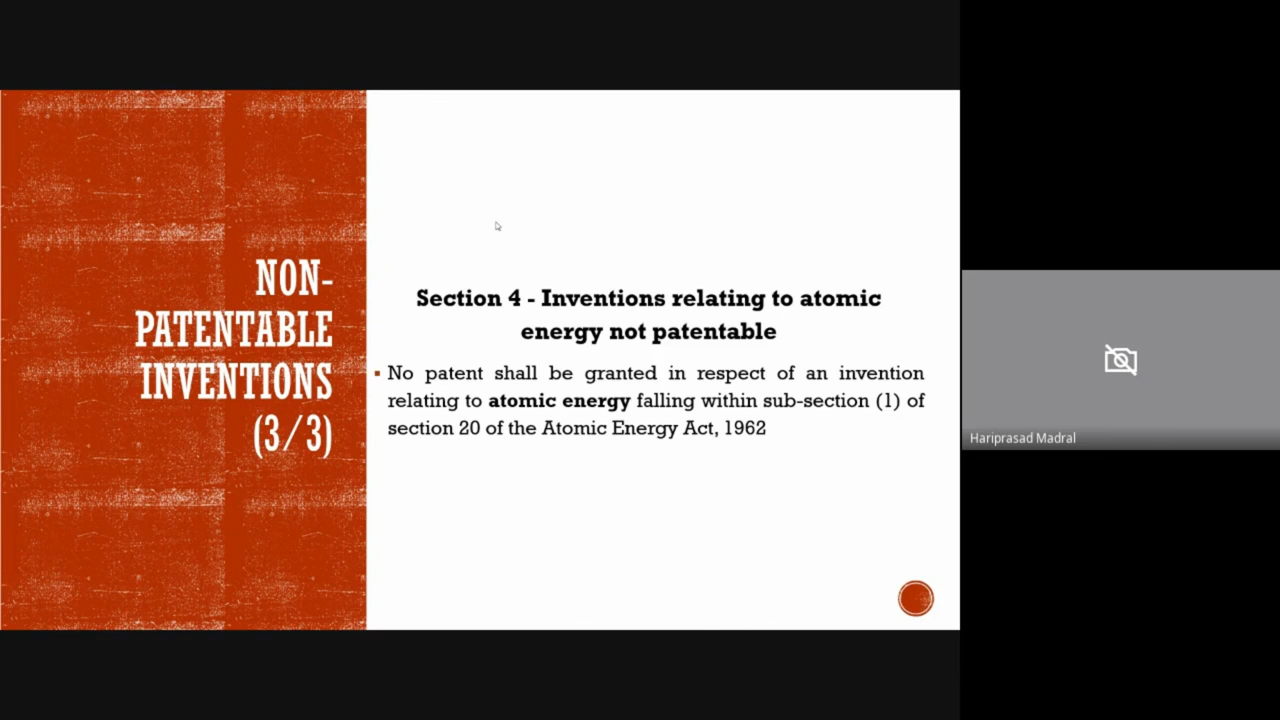 NON-
PATENTABLE
INVENTIONS
(3/3)
Section 4 - Inventions relating to atomic
energy not patentable
▪ No patent shall be granted in respect of an invention
relating to atomic energy falling within sub-section (1) of
section 20 of the Atomic Energy Act, 1962
Hariprasad Madral